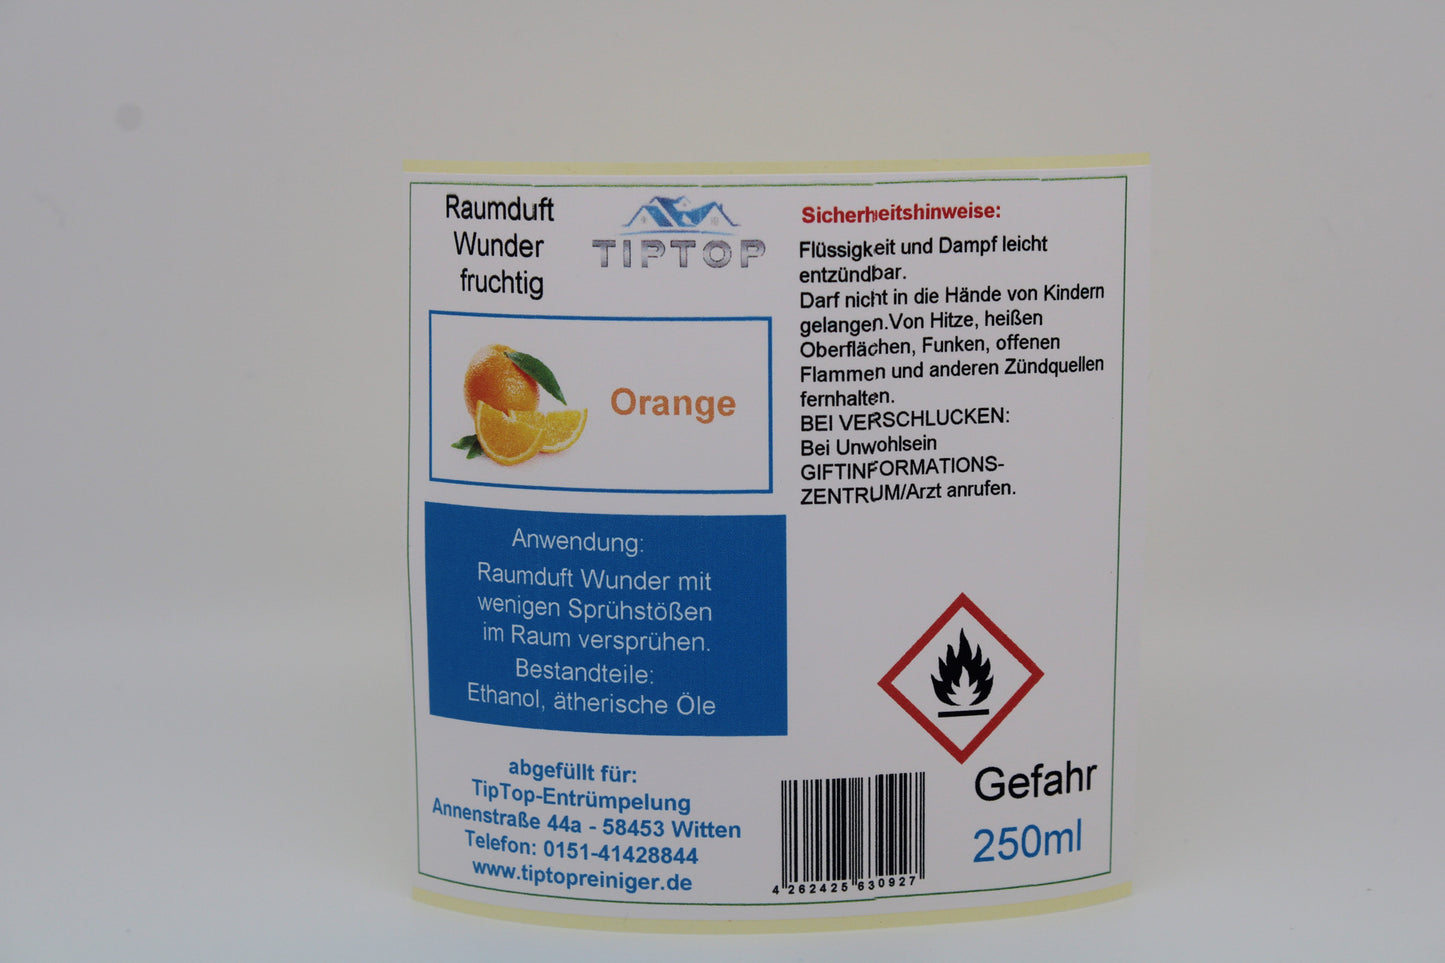 Raumduft
Wunder
fruchtig
TIPTOP
Orange
Anwendung:
Raumduft Wunder mit
wenigen Sprühstößen
im Raum versprühen.
Bestandteile:
Ethanol, ätherische Öle
abgefüllt für:
TipTop-Entrümpelung
Annenstraße 44a - 58453 Witten
Telefon: 0151-41428844
www.tiptopreiniger.de
Sicherheitshinweise:
Flüssigkeit und Dampf leicht
entzündbar.
Darf nicht in die Hände von Kindern
gelangen.Von Hitze, heißen
Oberflächen, Funken, offenen
Flammen und anderen Zündquellen
fernhalten.
BEI VERSCHLUCKEN:
Bei Unwohlsein
GIFTINFORMATIONS-
ZENTRUM/Arzt anrufen.
Gefahr
250ml
4 262425 630927